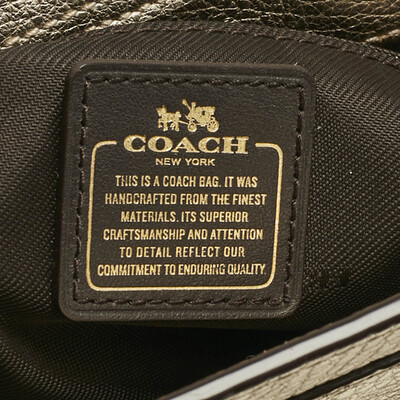 COACH
NEW YORK
THIS IS A COACH BAG. IT WAS
HANDCRAFTED FROM THE FINEST
MATERIALS. ITS SUPERIOR
CRAFTSMANSHIP AND ATTENTION
TO DETAIL REFLECT OUR
COMMITMENT TO ENDURING QUALITY.